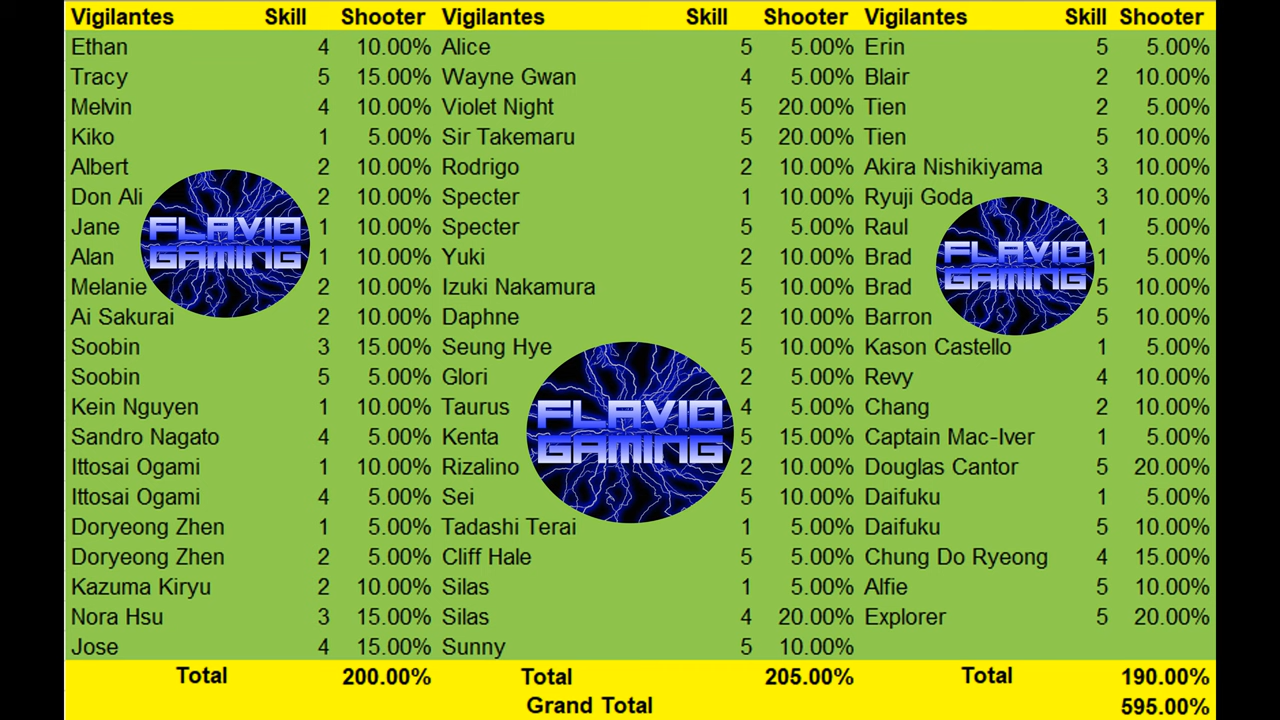 Vigilantes Skill Shooter Vigilantes Skill Shooter Vigilantes Skill Shooter
Ethan 4 10.00% Alice 5 5.00% Erin 5 5.00%
Tracy 5 15.00% Wayne Gwan 4 5.00% Blair 2 10.00%
Melvin 4 10.00% Violet Night 5 20.00% Tien 2 5.00%
Kiko 1 5.00% Sir Takemaru 5 20.00% Tien 5 10.00%
Albert 2 10.00% Rodrigo 2 10.00% Akira Nishikiyama 3 10.00%
Don Ali 2 10.00% Specter 1 10.00% Ryuji Goda 3 10.00%
Jane 1 10.00% Specter 5 5.00% Raul 1 5.00%
Alan 1 10.00% Yuki 2 10.00% Brad 1 5.00%
Melanie 2 10.00% Izuki Nakamura 5 10.00% Brad 5 10.00%
Ai Sakurai 2 10.00% Daphne 2 10.00% Barron 5 10.00%
Soobin 3 15.00% Seung Hye 5 10.00% Kason Castello 1 5.00%
Soobin 5 5.00% Glori 2 5.00% Revy 4 10.00%
Kein Nguyen 1 10.00% Taurus 4 5.00% Chang 2 10.00%
Sandro Nagato 4 5.00% Kenta 5 15.00% Captain Mac-Iver 1 5.00%
Ittosai Ogami 1 10.00% Rizalino 2 10.00% Douglas Cantor 5 20.00%
Ittosai Ogami 4 5.00% Sei 5 10.00% Daifuku 1 5.00%
Doryeong Zhen 1 5.00% Tadashi Terai 1 5.00% Daifuku 5 10.00%
Doryeong Zhen 2 5.00% Cliff Hale 5 5.00% Chung Do Ryeong 4 15.00%
Kazuma Kiryu 2 10.00% Silas 1 5.00% Alfie 5 10.00%
Nora Hsu 3 15.00% Silas 4 20.00% Explorer 5 20.00%
Jose 4 15.00% Sunny 5 10.00%
Total 200.00% Total 205.00% Total 190.00%
Grand Total 595.00%
FLAVIO
GAMING
FLAVIO
GAMING
FLAVIO
GAMING